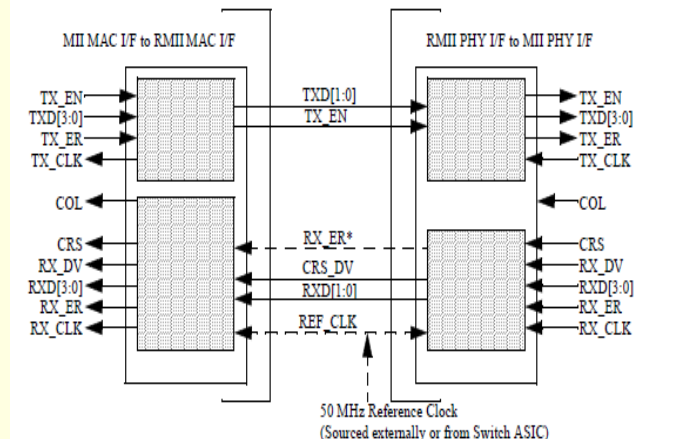 MII MAC I/F to RMII MAC I/F
RMII PHY I/F to MII PHY I/F
TX_EN
TXD[3:0]
TX_ER
TX_CLK
COL
CRS
RX_DV
RXD[3:0]
RX_ER
RX_CLK
TXD[1:0]
TX_EN
RX_ER*
CRS_DV
RXD[1:0]
REF_CLK
TX_EN
TXD[3:0]
TX_ER
TX_CLK
COL
CRS
RX_DV
RXD[3:0]
RX_ER
RX_CLK
50 MHz Reference Clock
(Sourced externally or from Switch ASIC)